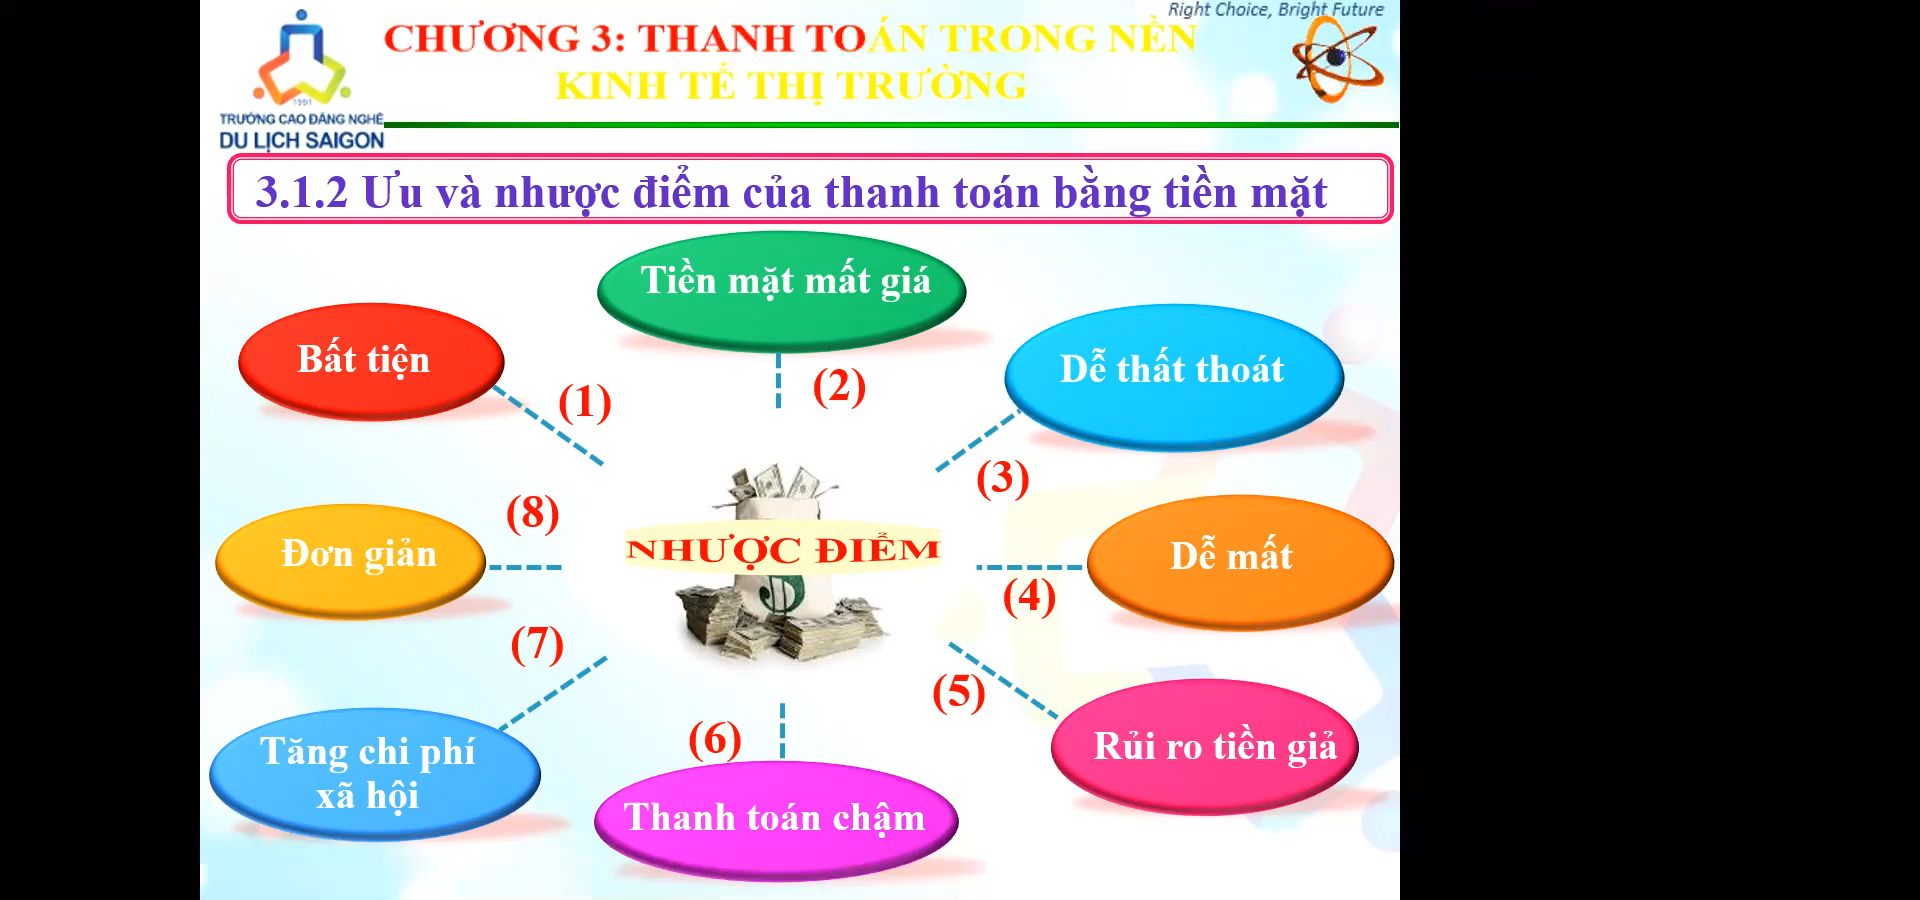 Right Choice, Bright Future
CHƯƠNG 3: THANH TOÁN TRONG NỀN
KINH TẾ THỊ TRƯỜNG
1991
TRƯỜNG CAO ĐẲNG NGHỀ
DU LỊCH SAIGON
3.1.2 Ưu và nhược điểm của thanh toán bằng tiền mặt
Bất tiện
(1)
Tiền mặt mất giá
(2)
Dễ thất thoát
(3)
Dễ mất
(4)
Rủi ro tiền giả
(5)
Thanh toán chậm
(6)
Tăng chi phí
xã hội
(7)
Đơn giản
(8)
NHƯỢC ĐIỂM